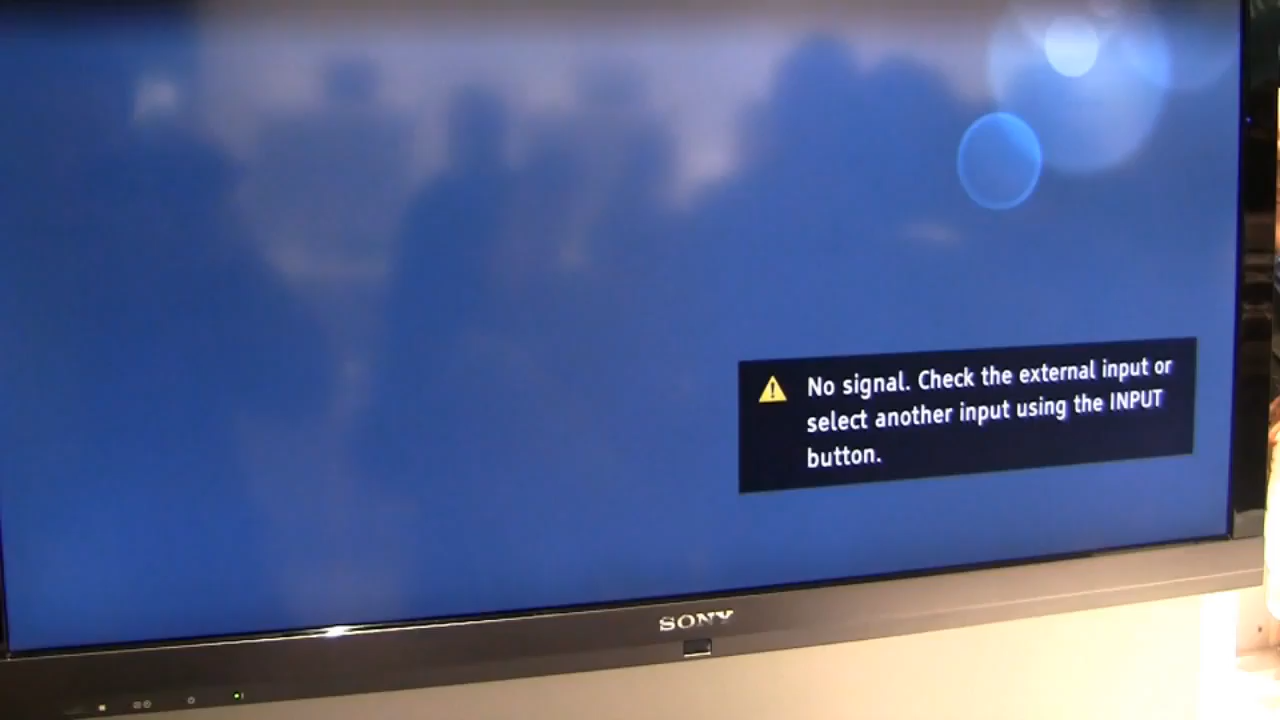 No signal. Check the external input or
select another input using the INPUT
button.
SONY